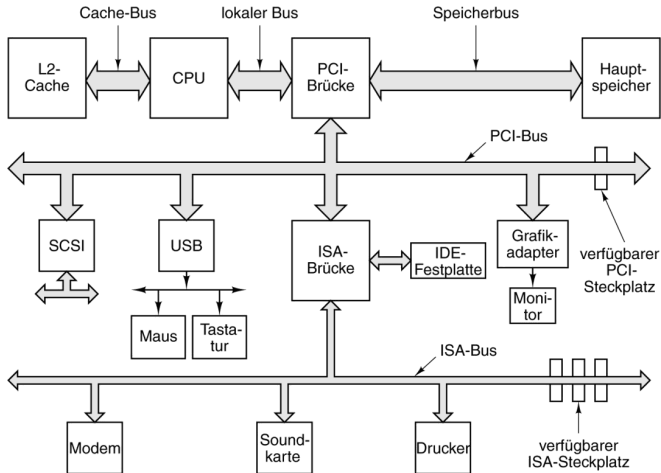 Cache-Bus
lokaler Bus
Speicherbus
L2-
Cache
CPU
PCI-
Brücke
Haupt-
speicher
PCI-Bus
SCSI
USB
ISA-
Brücke
IDE-
Festplatte
Grafik-
adapter
verfügbarer
PCI-
Steckplatz
Moni-
tor
Maus
Tasta-
tur
ISA-Bus
Modem
Sound-
karte
Drucker
verfügbarer
ISA-Steckplatz